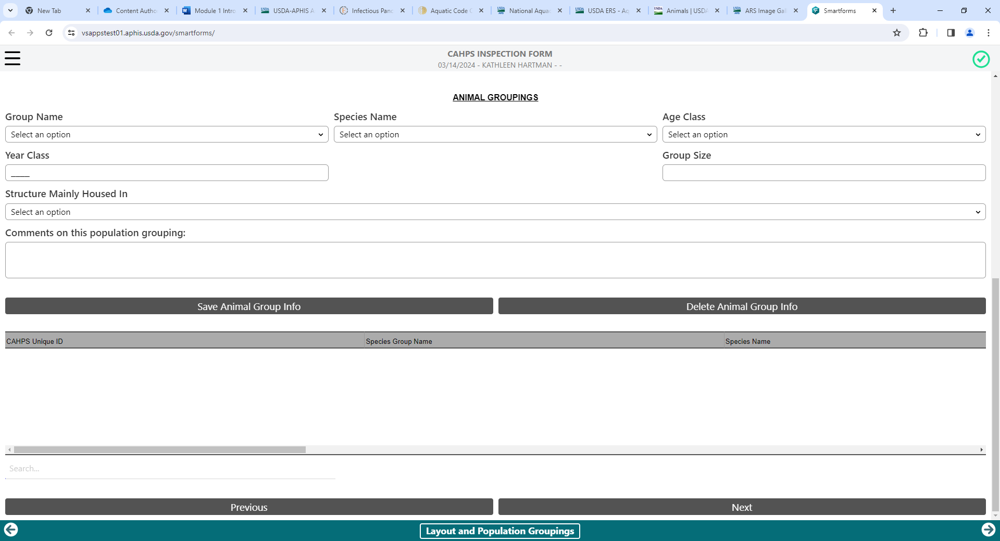 New Tab
Content Autho
Module 1 Intro
USDA-APHIS A
Infectious Panc
Aquatic Code
National Aquac
USDA ERS - Aq
Animals | USDA
ARS Image Gal
Smartforms
vsappstest01.aphis.usda.gov/smartforms/
CAHPS INSPECTION FORM
03/14/2024 - KATHLEEN HARTMAN - -
ANIMAL GROUPINGS
Group Name
Species Name
Age Class
Select an option
Select an option
Select an option
Year Class
Group Size
____
Structure Mainly Housed In
Select an option
Comments on this population grouping:
Save Animal Group Info
Delete Animal Group Info
CAHPS Unique ID
Species Group Name
Species Name
Search...
Previous
Next
Layout and Population Groupings